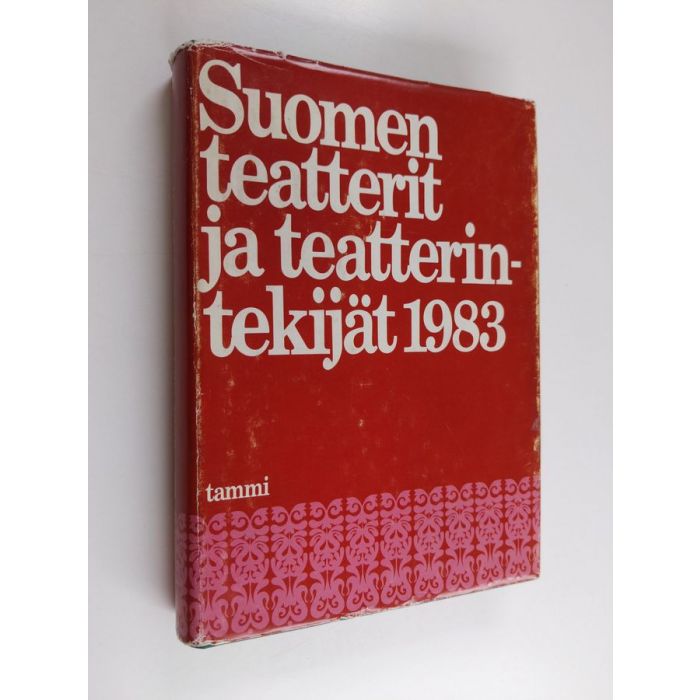 Suomen
teatterit
ja teatterin-
tekijät 1983
tammi